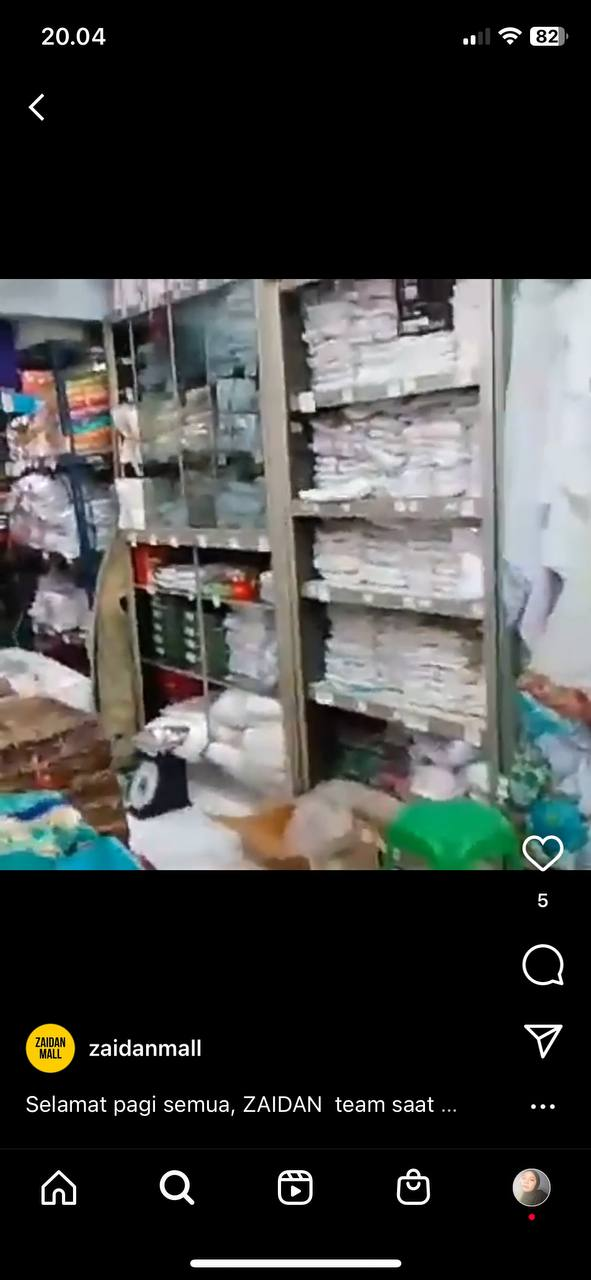 20.04
82
5
ZAIDAN
MALL
zaidanmall
Selamat pagi semua, ZAIDAN team saat ...